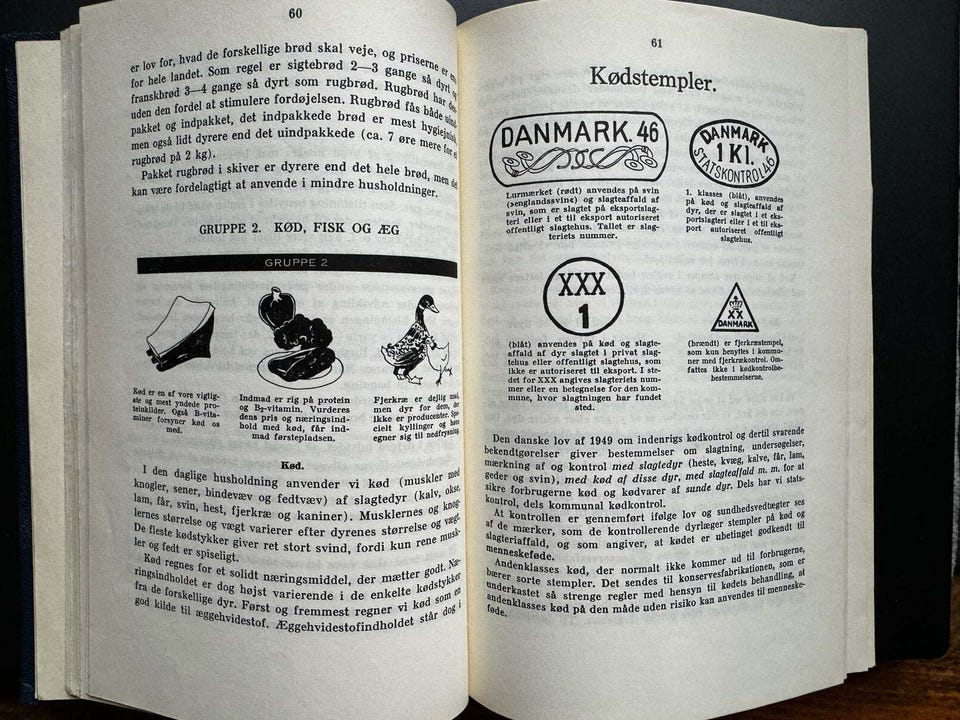 60
er lov for, hvad de forskellige brød skal veje, og priserne er ens
for hele landet. Som regel er sigtebrød 2—3 gange så dyrt og
franskbrød 3—4 gange så dyrt som rugbrød. Rugbrød har des-
uden den fordel at stimulere fordøjelsen. Rugbrød fås både uind-
pakket og indpakket, det indpakkede brød er mest hygiejnisk,
men også lidt dyrere end det uindpakkede (ca. 7 øre mere for et
rugbrød på 2 kg).
Pakket rugbrød i skiver er dyrere end det hele brød, men det
kan være fordelagtigt at anvende i mindre husholdninger.
GRUPPE 2. KØD, FISK OG ÆG
GRUPPE 2
Kød er en af vore vigtig-
ste og mest yndede pro-
teinkilder. Også B-vita-
miner forsyner kød os
med.
Indmad er rig på protein
og B₂-vitamin. Vurderes
dens pris og næringsind-
hold med kød, får ind-
mad førstepladsen.
Fjerkræ er dejlig mad,
men dyr for dem, der
ikke er producenter. Spe-
cielt kyllinger og høns
egner sig til nedfrysning.
Kød.
I den daglige husholdning anvender vi kød (muskler med
knogler, sener, bindevæv og fedtvæv) af slagtedyr (kalv, okse,
lam, får, svin, hest, fjerkræ og kaniner). Musklernes og knog-
lernes størrelse og vægt varierer efter dyrenes størrelse og vægt.
De fleste kødstykker giver ret stort svind, fordi kun rene musk-
ler og fedt er spiseligt.
Kød regnes for et solidt næringsmiddel, der mætter godt. Næ-
ringsindholdet er dog højst varierende i de enkelte kødstykker
fra de forskellige dyr. Først og fremmest regner vi kød som en
god kilde til æggehvidestof. Æggehvidestofindholdet står dog i
61
Kødstempler.
DANMARK. 46
Lurmærket (rødt) anvendes på svin
(»englandssvine) og slagteaffald af
svin, som er slagtet på eksportslag-
teri eller i et til eksport autoriseret
offentligt slagtehus. Tallet er slag-
teriets nummer.
DANMARK
1 Kl.
STATSKONTROL 46
1. klasses (blåt), anvendes
på kød og slagteaffald af
dyr, der er slagtet i et eks-
portslagteri eller i et til eks-
port autoriseret offentligt
slagtehus.
XXX
1
(blåt) anvendes på kød og slagte-
affald af dyr slagtet i privat slag-
tehus eller offentligt slagtehus, som
ikke er autoriseret til eksport. I ste-
det for XXX angives slagteriets num-
mer eller en betegnelse for den kom-
mune, hvor slagtningen har fundet
sted.
XX
DANMARK
(brændt) er fjerkræstempel,
som kun benyttes i kommu-
ner med fjerkrækontrol. Om-
fattes ikke i kødkontrolbe-
bestemmelserne.
Den danske lov af 1949 om indenrigs kødkontrol og dertil svarende
bekendtgørelser giver bestemmelser om slagtning, undersøgelser,
mærkning af og kontrol med slagtedyr (heste, kvæg, kalve, får, lam,
geder og svin), med kød af disse dyr, med slagteaffald m. m. for at
sikre forbrugerne kød og kødvarer af sunde dyr. Dels har vi stats-
kontrol, dels kommunal kødkontrol.
At kontrollen er gennemført ifølge lov og sundhedsvedtægter ses
af de mærker, som de kontrollerende dyrlæger stempler på kød og
slagteriaffald, og som angiver, at kødet er ubetinget godkendt til
menneskeføde.
Andenklasses kød, der normalt ikke kommer ud til forbrugerne,
bærer sorte stempler. Det sendes til konservesfabrikationen, som er
underkastet så strenge regler med hensyn til kødets behandling, at
andenklasses kød på den måde uden risiko kan anvendes til menneske-
føde.